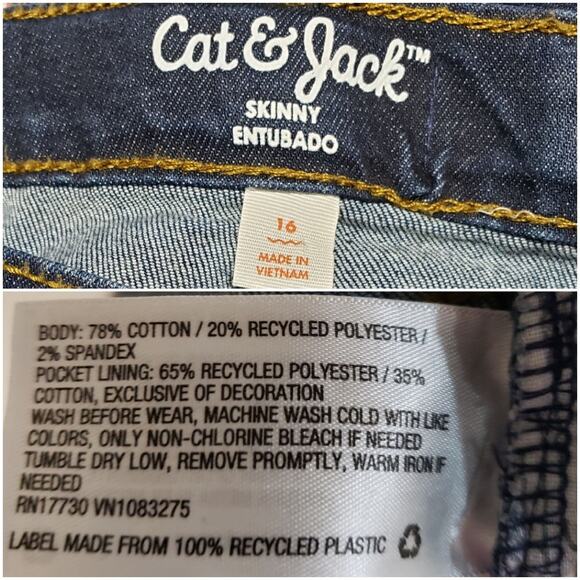 Cat & Jack™
SKINNY
ENTUBADO
16
MADE IN
VIETNAM
BODY: 78% COTTON / 20% RECYCLED POLYESTER /
2% SPANDEX
POCKET LINING: 65% RECYCLED POLYESTER / 35%
COTTON, EXCLUSIVE OF DECORATION
WASH BEFORE WEAR, MACHINE WASH COLD WITH LIKE
COLORS, ONLY NON-CHLORINE BLEACH IF NEEDED
TUMBLE DRY LOW, REMOVE PROMPTLY, WARM IRON IF
NEEDED
RN17730 VN1083275
LABEL MADE FROM 100% RECYCLED PLASTIC